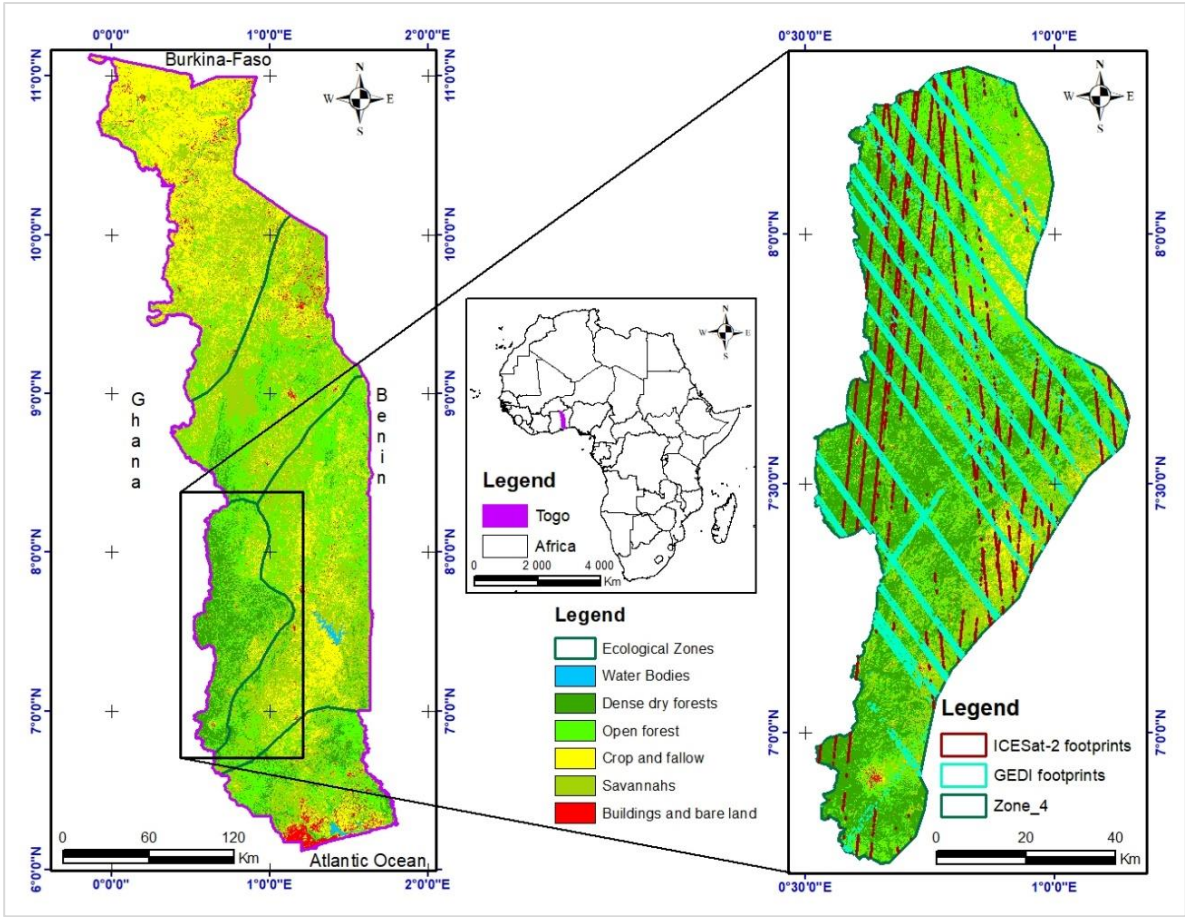 0°0'0" 1°0'0"E 2°0'0"E
Burkina-Faso
N
W E
S
11°0'0"N 11°0'0"N
10°0'0"N 10°0'0"N
9°0'0"N 9°0'0"N
8°0'0"N 8°0'0"N
7°0'0"N 7°0'0"N
6°0'0"N 6°0'0"N
Ghana
Benin
0 60 120
Km
Atlantic Ocean
0°0'0" 1°0'0"E 2°0'0"E
N
W E
S
Legend
Togo
Africa
0 2 000 4 000
Km
Legend
Ecological Zones
Water Bodies
Dense dry forests
Open forest
Crop and fallow
Savannahs
Buildings and bare land
0°30'0"E 1°0'0"E
N
W E
S
8°0'0"N 8°0'0"N
7°30'0"N 7°30'0"N
7°0'0"N 7°0'0"N
Legend
ICESat-2 footprints
GEDI footprints
Zone_4
0 20 40
Km
0°30'0"E 1°0'0"E